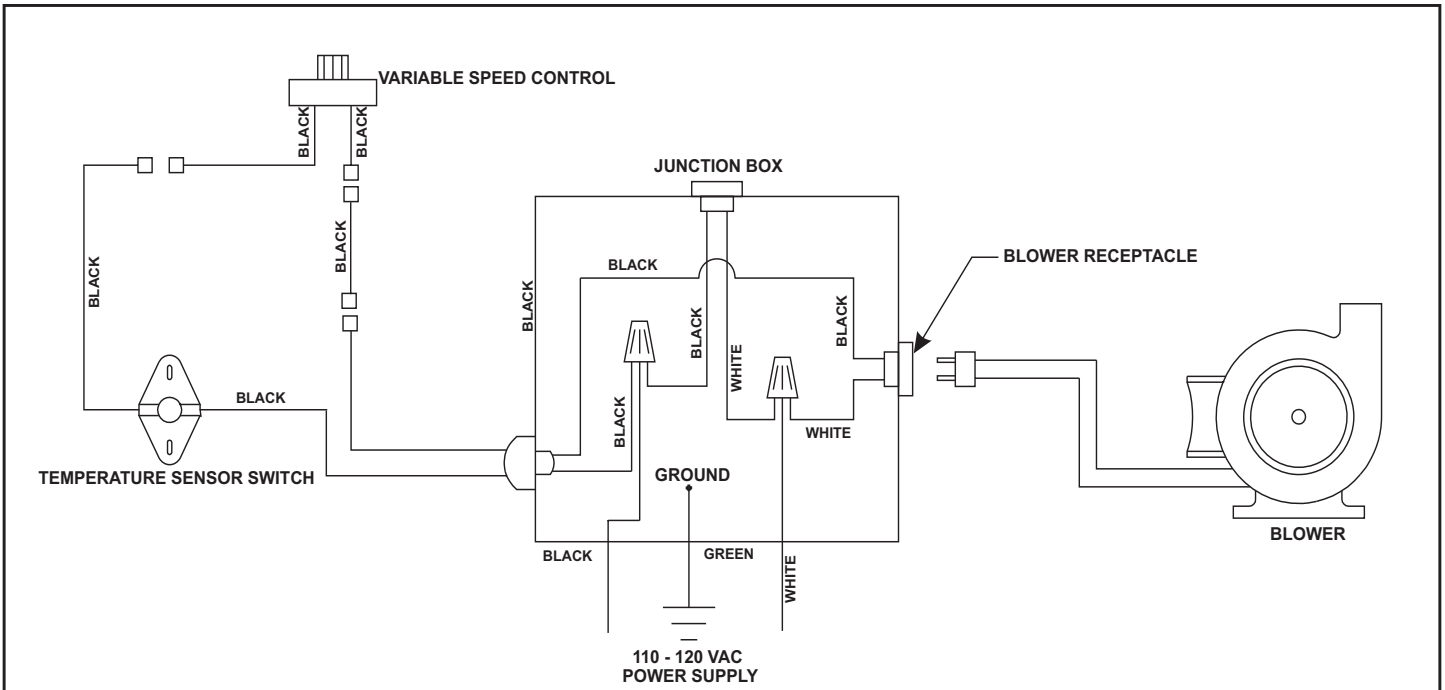 VARIABLE SPEED CONTROL
BLACK
BLACK
JUNCTION BOX
BLACK
BLACK
BLACK
BLACK
BLOWER RECEPTACLE
BLACK
BLACK
WHITE
BLACK
BLACK
BLACK
WHITE
TEMPERATURE SENSOR SWITCH
GROUND
BLOWER
BLACK
GREEN
WHITE
110 - 120 VAC
POWER SUPPLY